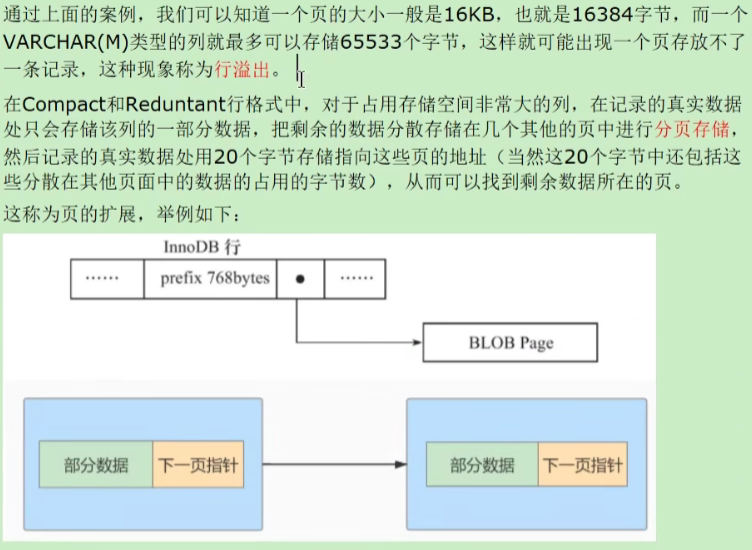 通过上面的案例，我们可以知道一个页的大小一般是16KB，也就是16384字节，而一个
VARCHAR(M)类型的列就最多可以存储65533个字节，这样就可能出现一个页存放不了
一条记录，这种现象称为行溢出。
在Compact和Reduntant行格式中，对于占用存储空间非常大的列，在记录的真实数据
处只会存储该列的一部分数据，把剩余的数据分散存储在几个其他的页中进行分页存储，
然后记录的真实数据处用20个字节存储指向这些页的地址（当然这20个字节中还包括这
些分散在其他页面中的数据的占用的字节数），从而可以找到剩余数据所在的页。
这称为页的扩展，举例如下：
InnoDB 行
…… prefix 768bytes ……
BLOB Page
部分数据 下一页指针 部分数据 下一页指针